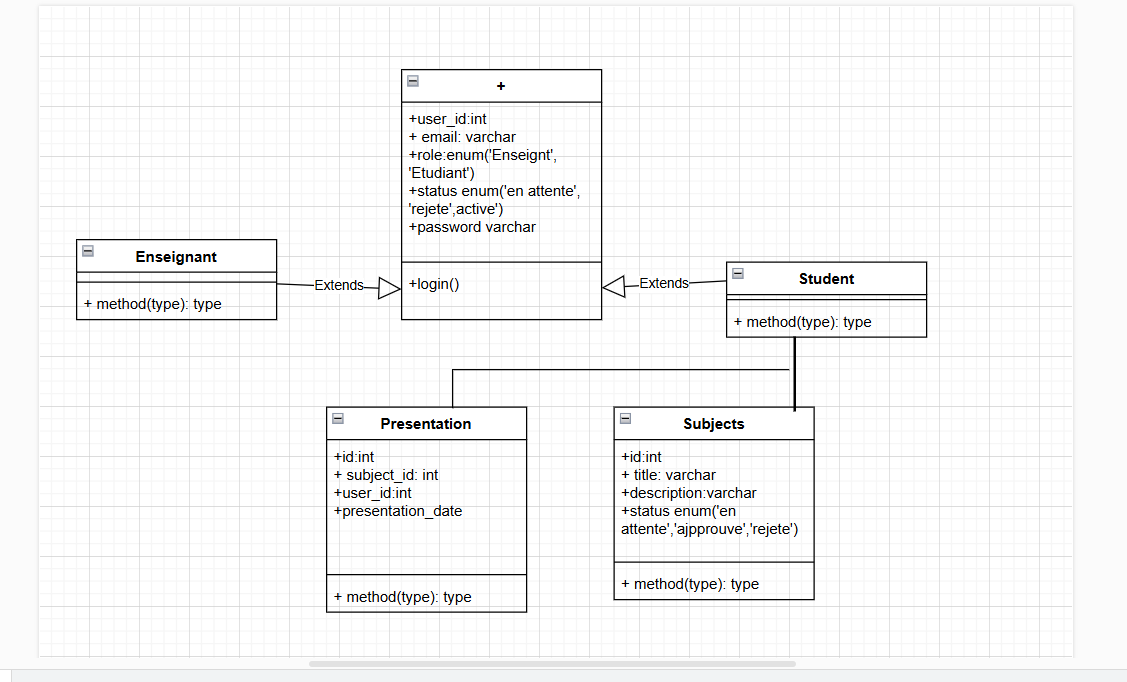 +
+user_id:int
+ email: varchar
+role:enum('Enseignt',
'Etudiant')
+status enum('en attente',
'rejete',active')
+password varchar
+login()
Enseignant
+ method(type): type
Extends
Extends
Student
+ method(type): type
Presentation
+id:int
+ subject_id: int
+user_id:int
+presentation_date
+ method(type): type
Subjects
+id:int
+ title: varchar
+description:varchar
+status enum('en
attente','ajpprouve','rejete')
+ method(type): type